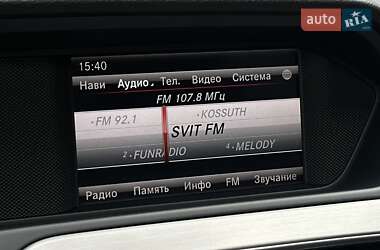 auto RIA
15:40
Нави Аудио. Тел. Видео Система
FM 107.8 МГц
•FM 92.1 •KOSSUTH
SVIT FM
2 •FUNRADIO 4 •MELODY
Радио Память Инфо FM Звучание